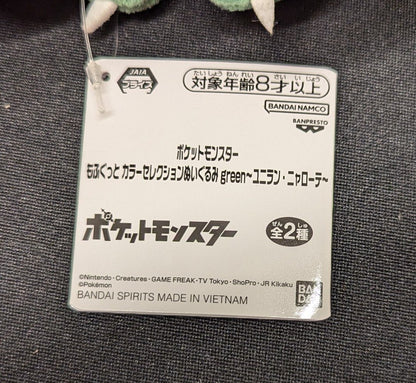 JAIA
プライズ
たい しょう ねん れい さい い じょう
対象年齢8才以上
BANDAI NAMCO
BANPRESTO
ポケットモンスター
もふぐっと カラーセレクションぬいぐるみ green~ユニラン・ニャローテ~
ポケットモンスター
ぜん しゅ
全2種
©Nintendo・Creatures・GAME FREAK・TV Tokyo・ShoPro・JR Kikaku
©Pokémon
BANDAI SPIRITS MADE IN VIETNAM
BAN
DAI